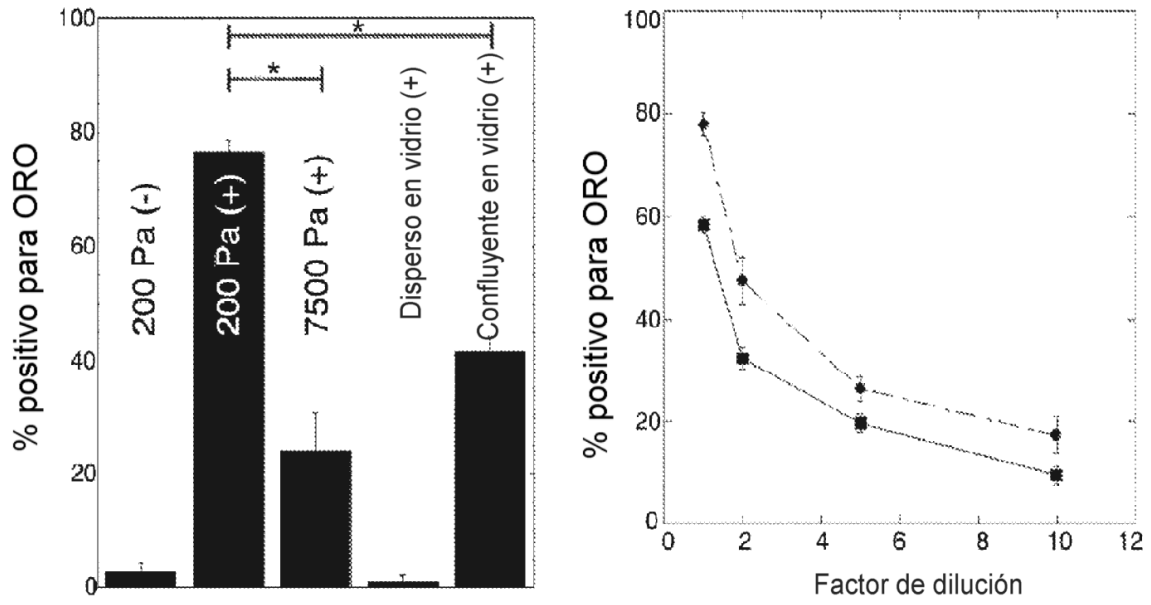 % positivo para ORO
100
80
60
40
20
0
*
*
200 Pa (-)
200 Pa (+)
7500 Pa (+)
Disperso en vidrio (+)
Confluyente en vidrio (+)
% positivo para ORO
100
80
60
40
20
0
0 2 4 6 8 10 12
Factor de dilución